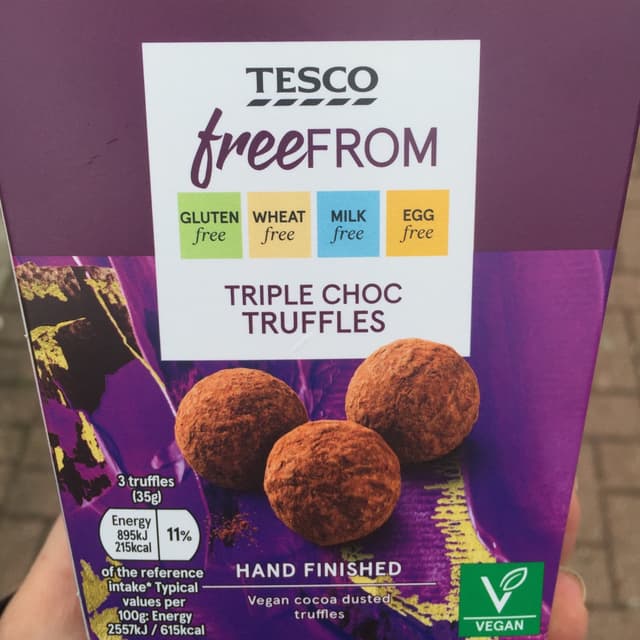 TESCO
freeFROM
GLUTEN
free
WHEAT
free
MILK
free
EGG
free
TRIPLE CHOC
TRUFFLES
3 truffles
(35g)
Energy
895kJ
215kcal
11%
of the reference
intake* Typical
values per
100g: Energy
2557kJ / 615kcal
HAND FINISHED
Vegan cocoa dusted
truffles
V
VEGAN